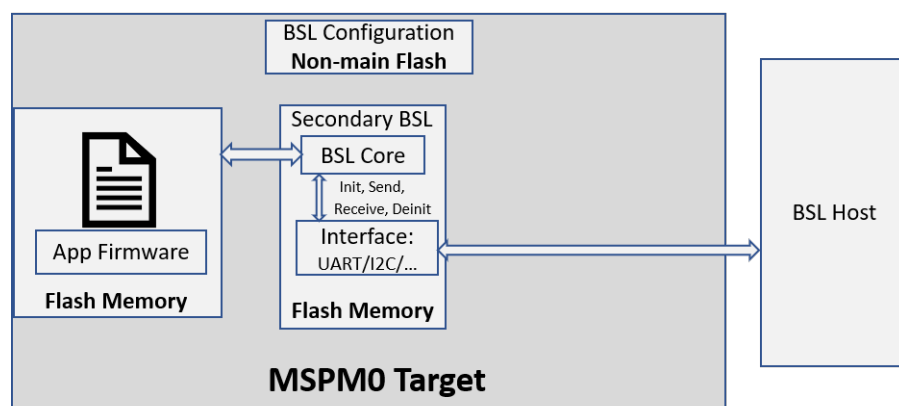 BSL Configuration
Non-main Flash
Secondary BSL
BSL Core
Init, Send,
Receive, Deinit
Interface:
UART/I2C/...
Flash Memory
App Firmware
Flash Memory
BSL Host
MSPM0 Target